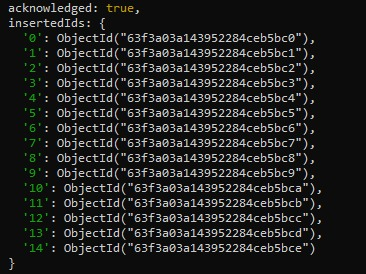 acknowledged: true,
insertedIds: {
'0': ObjectId("63f3a03a143952284ceb5bc0"),
'1': ObjectId("63f3a03a143952284ceb5bc1"),
'2': ObjectId("63f3a03a143952284ceb5bc2"),
'3': ObjectId("63f3a03a143952284ceb5bc3"),
'4': ObjectId("63f3a03a143952284ceb5bc4"),
'5': ObjectId("63f3a03a143952284ceb5bc5"),
'6': ObjectId("63f3a03a143952284ceb5bc6"),
'7': ObjectId("63f3a03a143952284ceb5bc7"),
'8': ObjectId("63f3a03a143952284ceb5bc8"),
'9': ObjectId("63f3a03a143952284ceb5bc9"),
'10': ObjectId("63f3a03a143952284ceb5bca"),
'11': ObjectId("63f3a03a143952284ceb5bcb"),
'12': ObjectId("63f3a03a143952284ceb5bcc"),
'13': ObjectId("63f3a03a143952284ceb5bcd"),
'14': ObjectId("63f3a03a143952284ceb5bce")
}